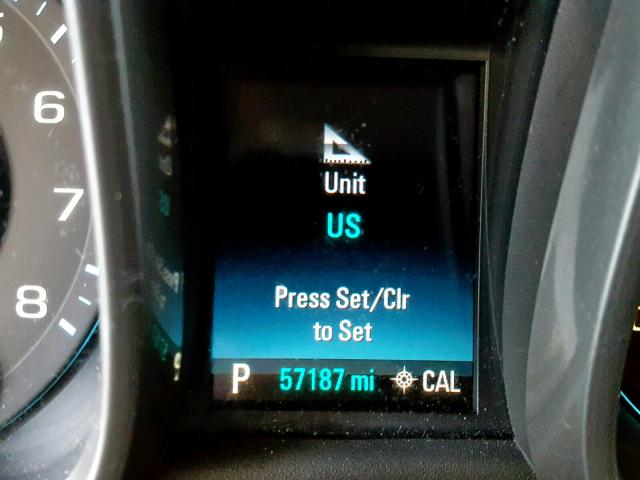 6
7
8
Unit
US
Press Set/Clr
to Set
P 57187 mi CAL